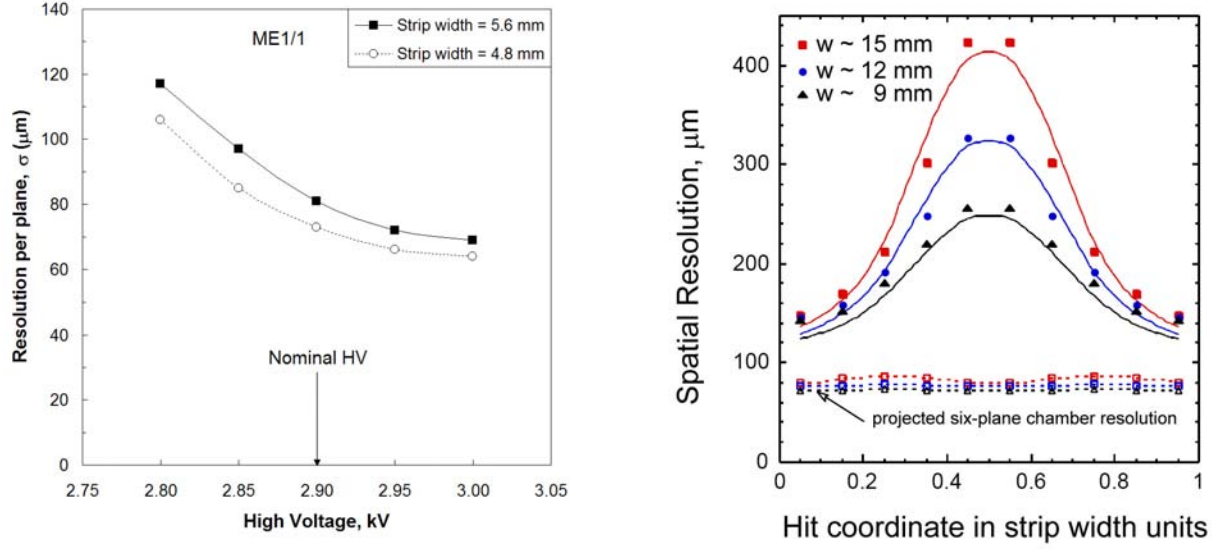 ME1/1
Strip width = 5.6 mm
Strip width = 4.8 mm
Resolution per plane, σ (μm)
140
120
100
80
60
40
20
0
Nominal HV
2.75 2.80 2.85 2.90 2.95 3.00 3.05
High Voltage, kV
w ~ 15 mm
w ~ 12 mm
w ~ 9 mm
Spatial Resolution, μm
400
300
200
100
0
projected six-plane chamber resolution
0 0.2 0.4 0.6 0.8 1
Hit coordinate in strip width units